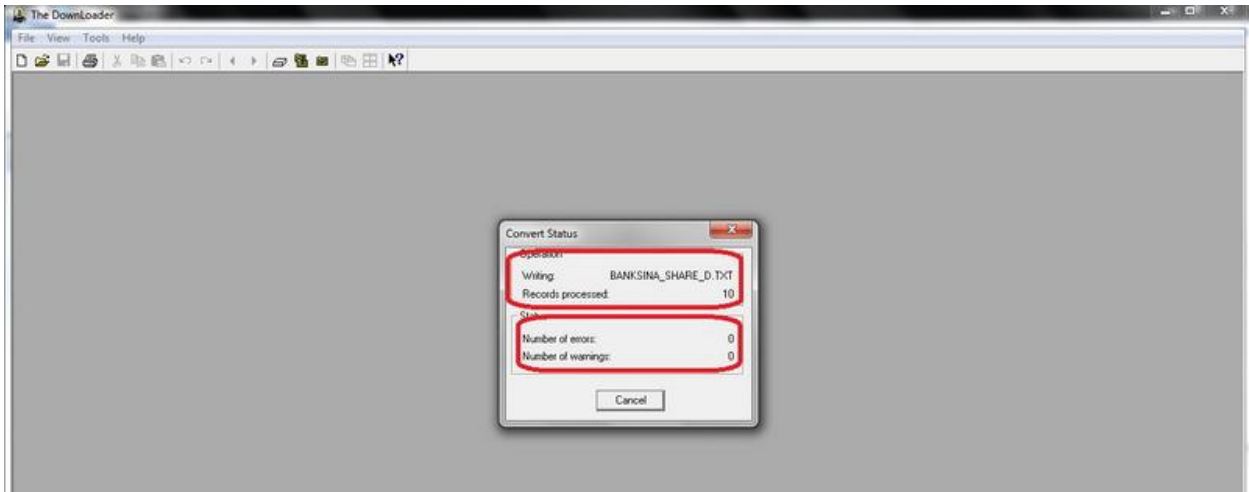 The DownLoader
File View Tools Help
Convert Status
Operation
Writing: BANKSINA_SHARE_D.TXT
Records processed: 10
Status
Number of errors: 0
Number of warnings: 0
Cancel